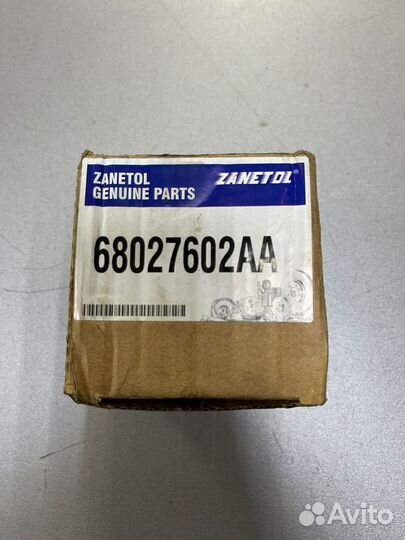 ZANETOL
GENUINE PARTS
ZANETOL®
68027602AA
Avito